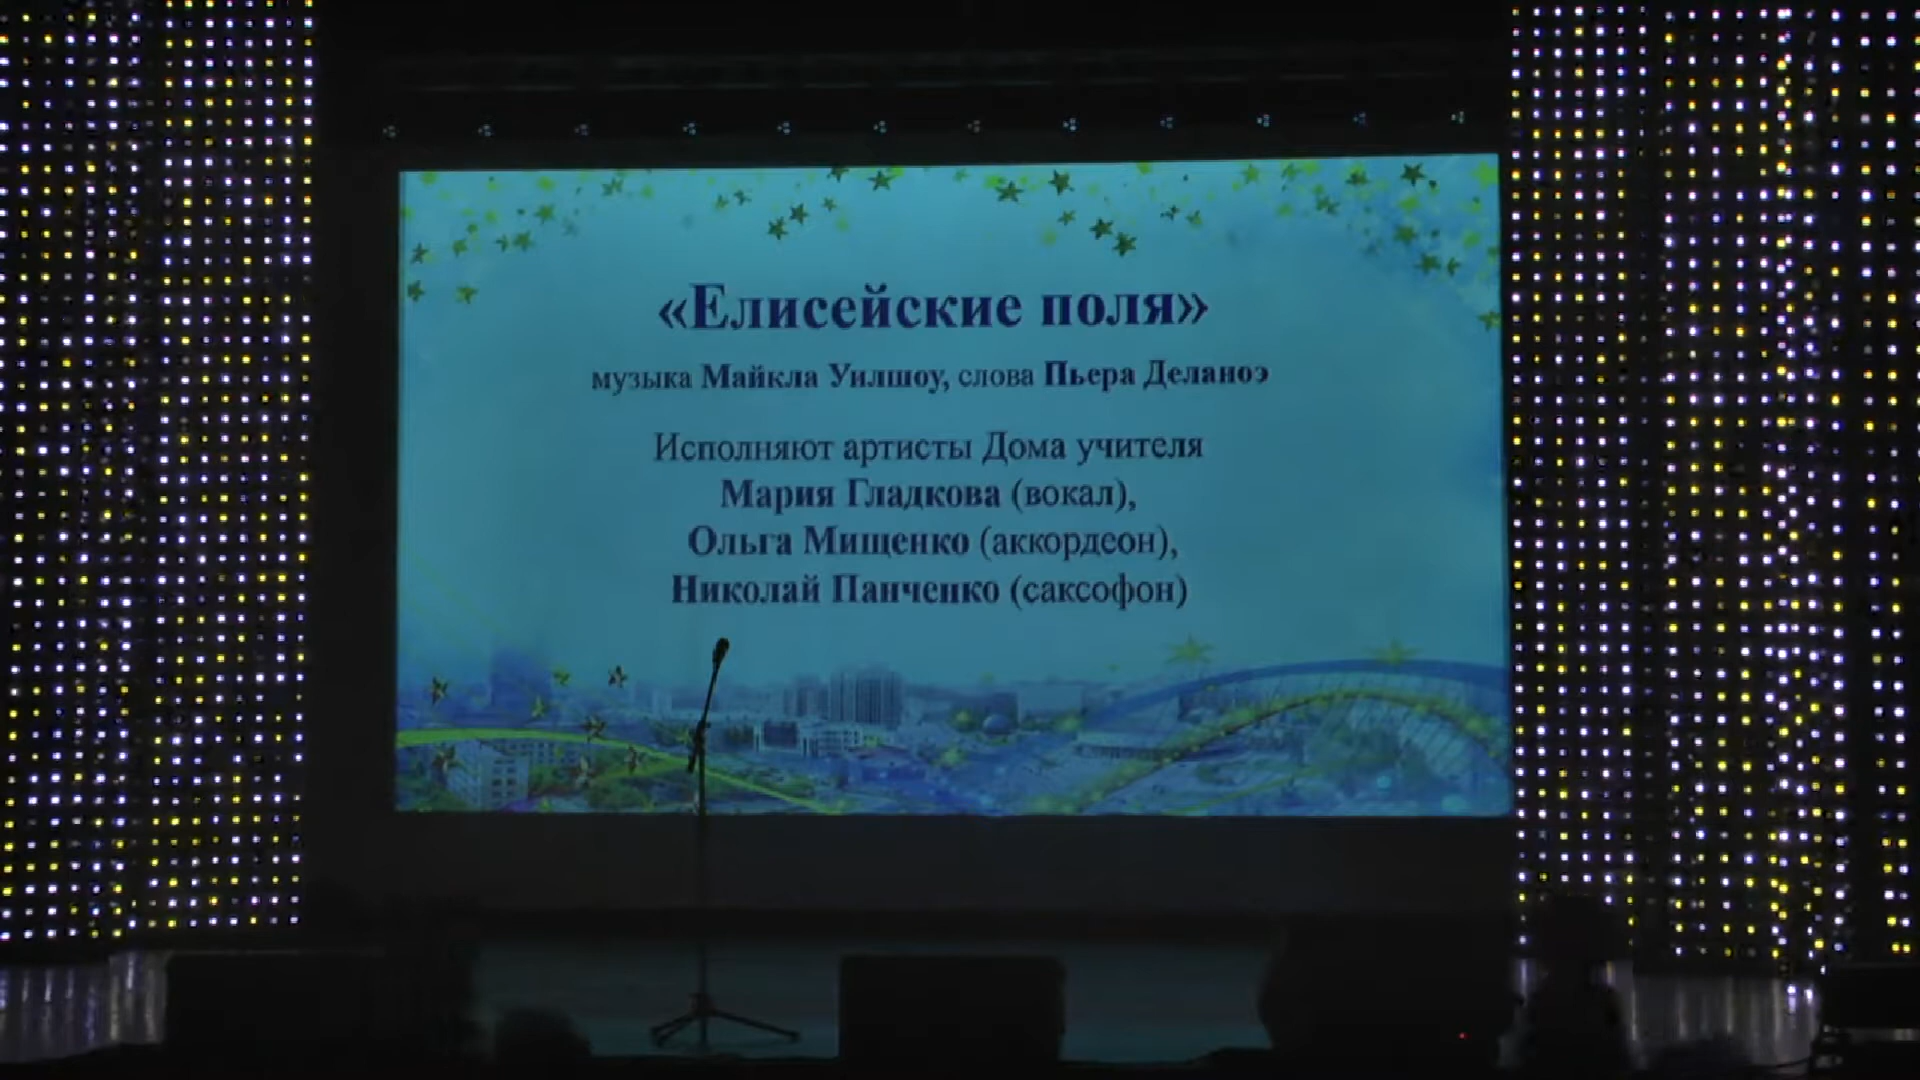 «Елисейские поля»
музыка Майкла Уилшоу, слова Пьера Деланоэ
Исполняют артисты Дома учителя
Мария Гладкова (вокал),
Ольга Мищенко (аккордеон),
Николай Панченко (саксофон)